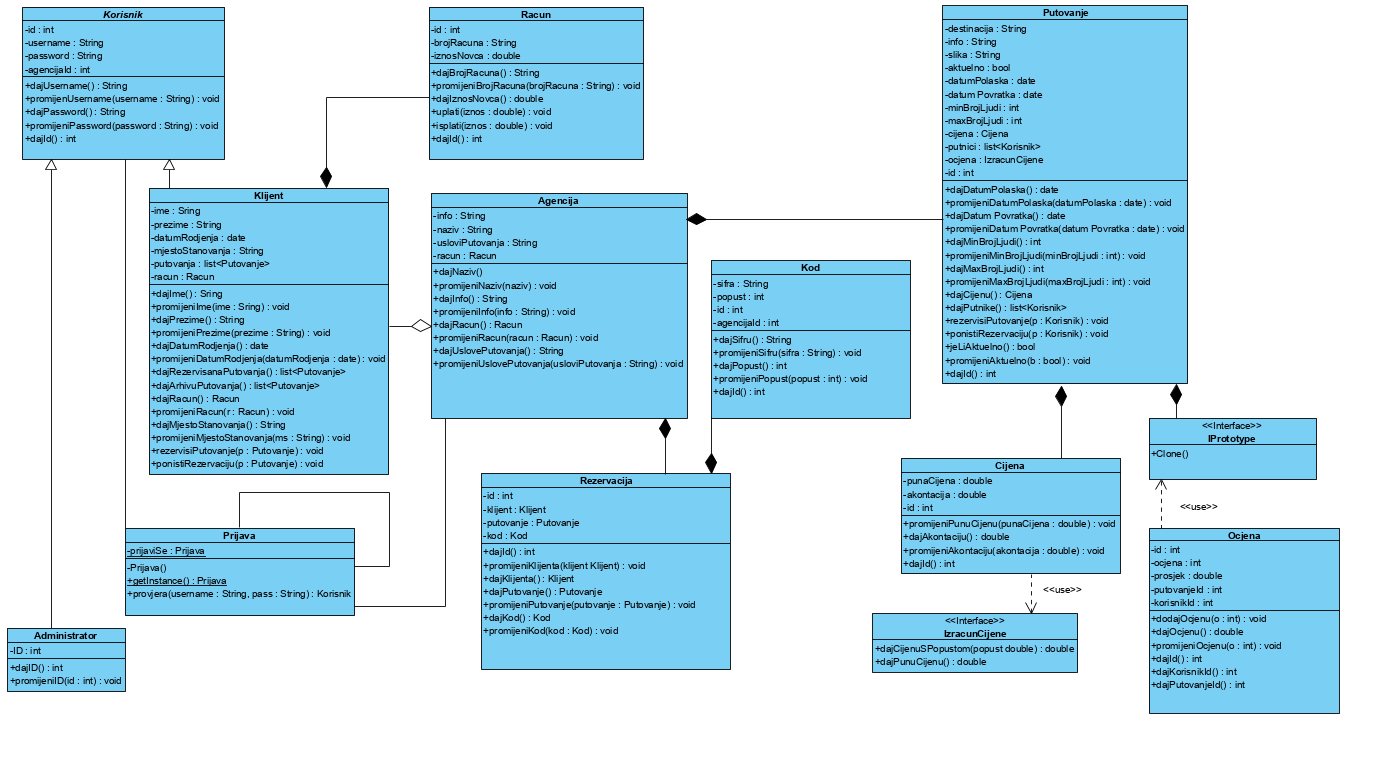 Korisnik
-id : int
-username : String
-password : String
-agencijaId : int
+dajUsername() : String
+promijenUsername(username : String) : void
+dajPassword() : String
+promijeniPassword(password : String) : void
+dajId() : int
Racun
-id : int
-brojRacuna : String
-iznosNovca : double
+dajBrojRacuna() : String
+promijeniBrojRacuna(brojRacuna : String) : void
+dajIznosNovca() : double
+uplati(iznos : double) : void
+isplati(iznos : double) : void
+dajId() : int
Putovanje
-destinacija : String
-info : String
-slika : String
-aktuelno : bool
-datumPolaska : date
-datum Povratka : date
-minBrojLjudi : int
-maxBrojLjudi : int
-cijena : Cijena
-putnici : list<Korisnik>
-ocjena : IzracunCijene
-id : int
+dajDatumPolaska() : date
+promijeniDatumPolaska(datumPolaska : date) : void
+dajDatum Povratka() : date
+promijeniDatum Povratka(datum Povratka : date) : void
+dajMinBrojLjudi() : int
+promijeniMinBrojLjudi(minBrojLjudi : int) : void
+dajMaxBrojLjudi() : int
+promijeniMaxBrojLjudi(maxBrojLjudi : int) : void
+dajCijenu() : Cijena
+dajPutnike() : list<Korisnik>
+rezervisiPutovanje(p : Korisnik) : void
+ponistiRezervaciju(p : Korisnik) : void
+jeLiAktuelno() : bool
+promijeniAktuelno(b : bool) : void
+dajId() : int
Klijent
-ime : Sring
-prezime : String
-datumRodjenja : date
-mjestoStanovanja : String
-putovanja : list<Putovanje>
-racun : Racun
+dajIme() : Sring
+promijeniIme(ime : Sring) : void
+dajPrezime() : String
+promijeniPrezime(prezime : String) : void
+dajDatumRodjenja() : date
+promijeniDatumRodjenja(datumRodjenja : date) : void
+dajRezervisanaPutovanja() : list<Putovanje>
+dajArhivuPutovanja() : list<Putovanje>
+dajRacun() : Racun
+promijeniRacun(r : Racun) : void
+dajMjestoStanovanja() : String
+promijeniMjestoStanovanja(ms : String) : void
+rezervisiPutovanje(p : Putovanje) : void
+ponistiRezervaciju(p : Putovanje) : void
Agencija
-info : String
-naziv : String
-usloviPutovanja : String
-racun : Racun
+dajNaziv()
+promijeniNaziv(naziv) : void
+dajInfo() : String
+promijeniInfo(info : String) : void
+dajRacun() : Racun
+promijeniRacun(racun : Racun) : void
+dajUslovePutovanja() : String
+promijeniUslovePutovanja(usloviPutovanja : String) : void
Kod
-sifra : String
-popust : int
-id : int
-agencijaId : int
+dajSifru() : String
+promijeniSifru(sifra : String) : void
+dajPopust() : int
+promijeniPopust(popust : int) : void
+dajId() : int
<<Interface>>
IPrototype
+Clone()
Cijena
-punaCijena : double
-akontacija : double
-id : int
+promijeniPunuCijenu(punaCijena : double) : void
+dajAkontaciju() : double
+promijeniAkontaciju(akontacija : double) : void
+dajId() : int
Rezervacija
-id : int
-klijent : Klijent
-putovanje : Putovanje
-kod : Kod
+dajId() : int
+promijeniKlijenta(klijent Klijent) : void
+dajKlijenta() : Klijent
+dajPutovanje() : Putovanje
+promijeniPutovanje(putovanje : Putovanje) : void
+dajKod() : Kod
+promijeniKod(kod : Kod) : void
<<use>>
Prijava
-prijaviSe : Prijava
-Prijava()
+getInstance() : Prijava
+provjera(username : String, pass : String) : Korisnik
Ocjena
-id : int
-ocjena : int
-prosjek : double
-putovanjeId : int
-korisnikId : int
+dodajOcjenu(o : int) : void
+dajOcjenu() : double
+promijeniOcjenu(o : int) : void
+dajId() : int
+dajKorisnikId() : int
+dajPutovanjeId() : int
<<use>>
<<Interface>>
IzracunCijene
+dajCijenuSPopustom(popust double) : double
+dajPunuCijenu() : double
Administrator
-ID : int
+dajID() : int
+promijeniID(id : int) : void